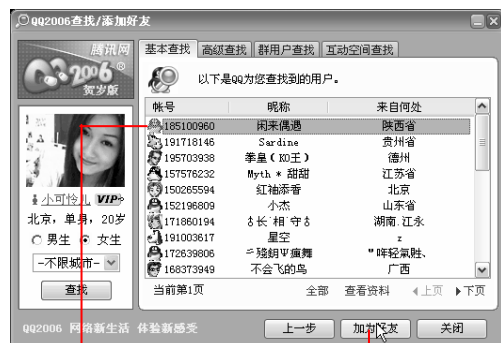 QQ2006查找/添加好友
腾讯网
QQ2006®
贺岁版
基本查找 高级查找 群用户查找 互动空间查找
以下是QQ为您查找到的用户。
帐号 昵称 来自何处
185100960 闲来偶遇 陕西省
191718146 Sardine 贵州省
195703938 拳皇(KO王) 德州
157576232 Myth * 甜甜 江苏省
150265594 红袖添香 北京
152196809 小杰 山东省
171860194 湖南.江永
191003617 星空 z
172639806
168373949 不会飞的鸟 广西
小可怜儿 VIP
北京，单身，20岁
男生 女生
-不限城市-
查找
当前第1页 全部 查看资料 上页 下页
QQ2006 网络新生活 体验新感受
上一步 加为好友 关闭